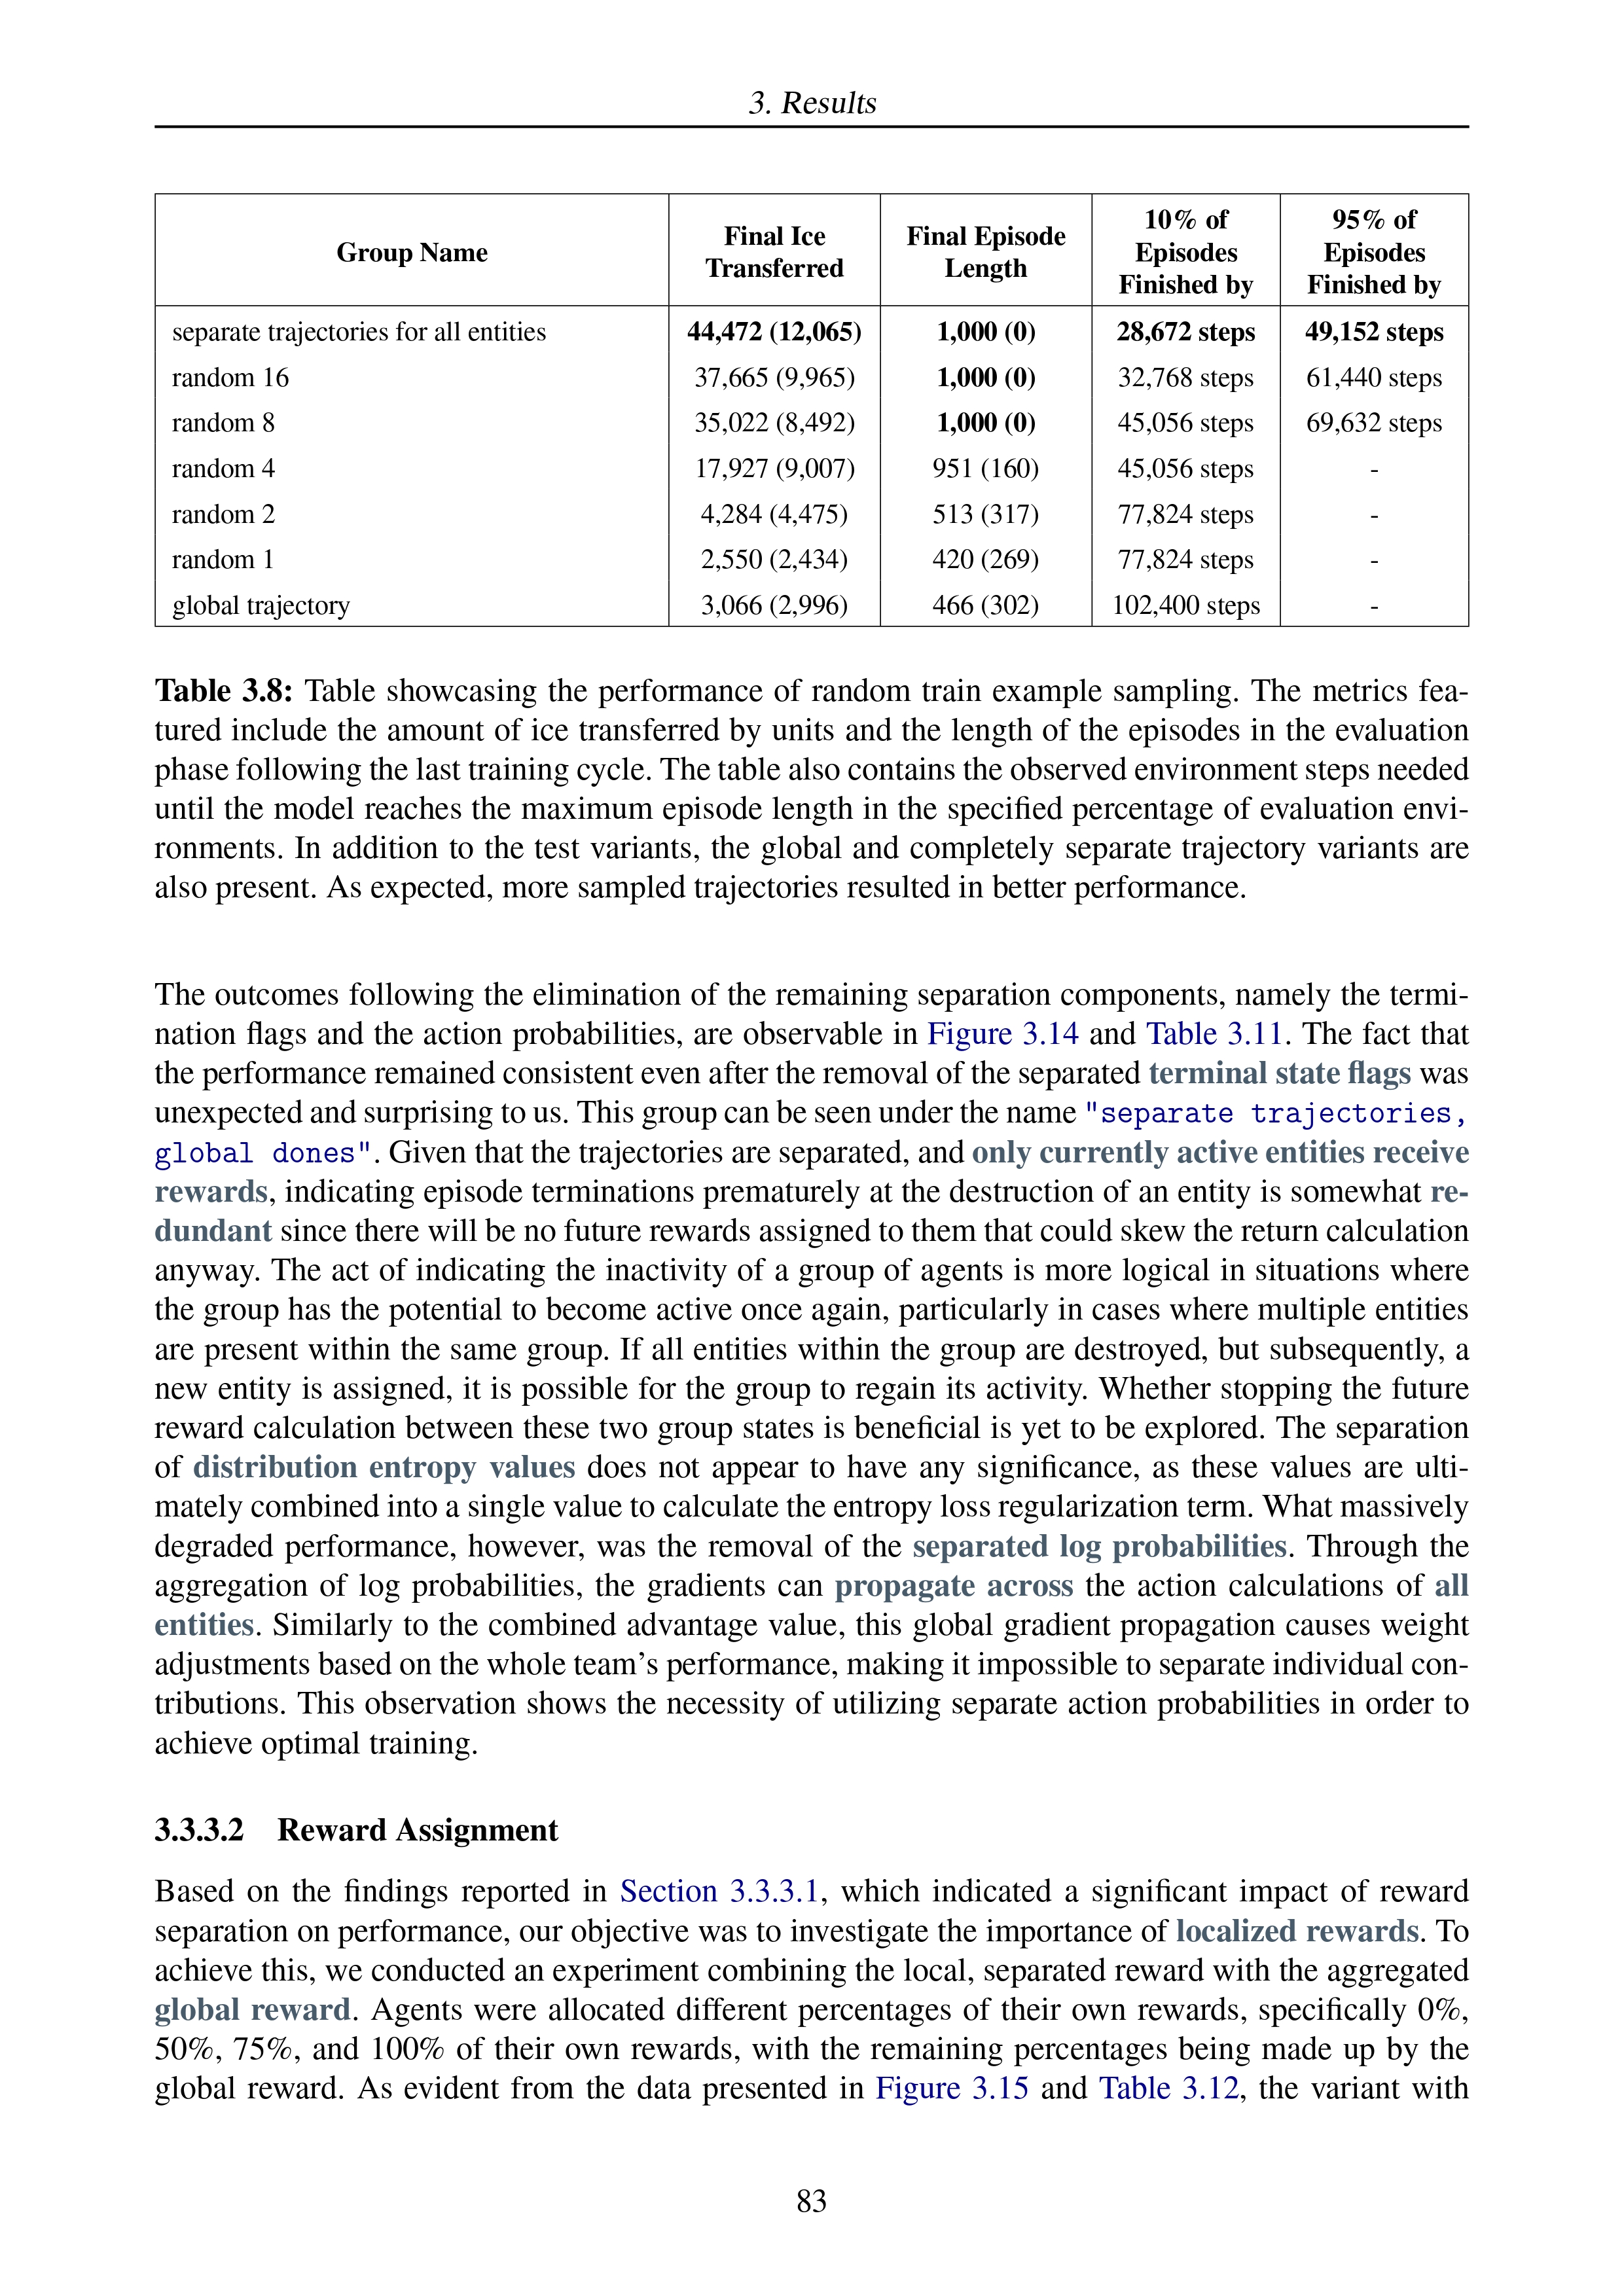 3. Results
Group Name
Final Ice
Transferred
Final Episode
Length
10% of
Episodes
Finished by
95% of
Episodes
Finished by
separate trajectories for all entities 44,472 (12,065) 1,000 (0) 28,672 steps 49,152 steps
random 16 37,665 (9,965) 1,000 (0) 32,768 steps 61,440 steps
random 8 35,022 (8,492) 1,000 (0) 45,056 steps 69,632 steps
random 4 17,927 (9,007) 951 (160) 45,056 steps -
random 2 4,284 (4,475) 513 (317) 77,824 steps -
random 1 2,550 (2,434) 420 (269) 77,824 steps -
global trajectory 3,066 (2,996) 466 (302) 102,400 steps -
Table 3.8: Table showcasing the performance of random train example sampling. The metrics fea-
tured include the amount of ice transferred by units and the length of the episodes in the evaluation
phase following the last training cycle. The table also contains the observed environment steps needed
until the model reaches the maximum episode length in the specified percentage of evaluation envi-
ronments. In addition to the test variants, the global and completely separate trajectory variants are
also present. As expected, more sampled trajectories resulted in better performance.
The outcomes following the elimination of the remaining separation components, namely the termi-
nation flags and the action probabilities, are observable in Figure 3.14 and Table 3.11. The fact that
the performance remained consistent even after the removal of the separated terminal state flags was
unexpected and surprising to us. This group can be seen under the name "separate trajectories,
global dones". Given that the trajectories are separated, and only currently active entities receive
rewards, indicating episode terminations prematurely at the destruction of an entity is somewhat re-
dundant since there will be no future rewards assigned to them that could skew the return calculation
anyway. The act of indicating the inactivity of a group of agents is more logical in situations where
the group has the potential to become active once again, particularly in cases where multiple entities
are present within the same group. If all entities within the group are destroyed, but subsequently, a
new entity is assigned, it is possible for the group to regain its activity. Whether stopping the future
reward calculation between these two group states is beneficial is yet to be explored. The separation
of distribution entropy values does not appear to have any significance, as these values are ulti-
mately combined into a single value to calculate the entropy loss regularization term. What massively
degraded performance, however, was the removal of the separated log probabilities. Through the
aggregation of log probabilities, the gradients can propagate across the action calculations of all
entities. Similarly to the combined advantage value, this global gradient propagation causes weight
adjustments based on the whole team's performance, making it impossible to separate individual con-
tributions. This observation shows the necessity of utilizing separate action probabilities in order to
achieve optimal training.
3.3.3.2 Reward Assignment
Based on the findings reported in Section 3.3.3.1, which indicated a significant impact of reward
separation on performance, our objective was to investigate the importance of localized rewards. To
achieve this, we conducted an experiment combining the local, separated reward with the aggregated
global reward. Agents were allocated different percentages of their own rewards, specifically 0%,
50%, 75%, and 100% of their own rewards, with the remaining percentages being made up by the
global reward. As evident from the data presented in Figure 3.15 and Table 3.12, the variant with
83